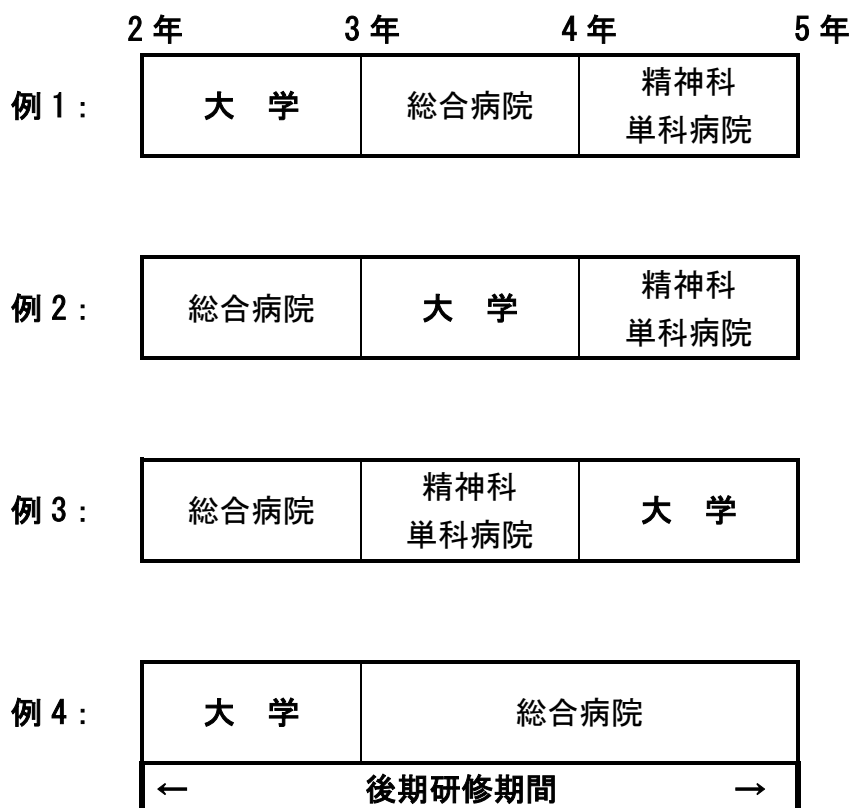 2年 3年 4年 5年
精神科
例1： 大 学 総合病院
単科病院
精神科
例2： 総合病院 大 学
単科病院
精神科
例3： 総合病院 大 学
単科病院
例4： 大 学 総合病院
← 後期研修期間 →